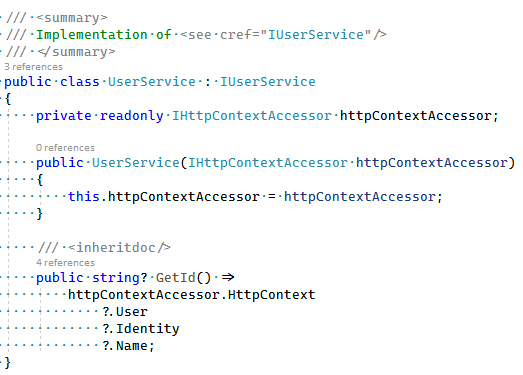 /// <summary>
/// Implementation of <see cref="IUserService"/>
/// </summary>
3 references
public class UserService : IUserService
{
private readonly IHttpContextAccessor httpContextAccessor;
0 references
public UserService(IHttpContextAccessor httpContextAccessor)
{
this.httpContextAccessor = httpContextAccessor;
}
/// <inheritdoc/>
4 references
public string? GetId() =>
httpContextAccessor.HttpContext
?.User
?.Identity
?.Name;
}